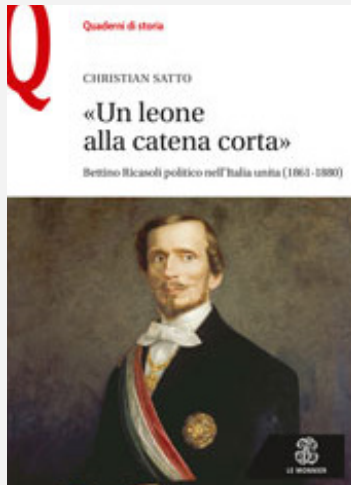 Q
Quaderni di storia
CHRISTIAN SATTO
«Un leone
alla catena corta»
Bettino Ricasoli politico nell'Italia unita (1861-1880)
LE MONNIER